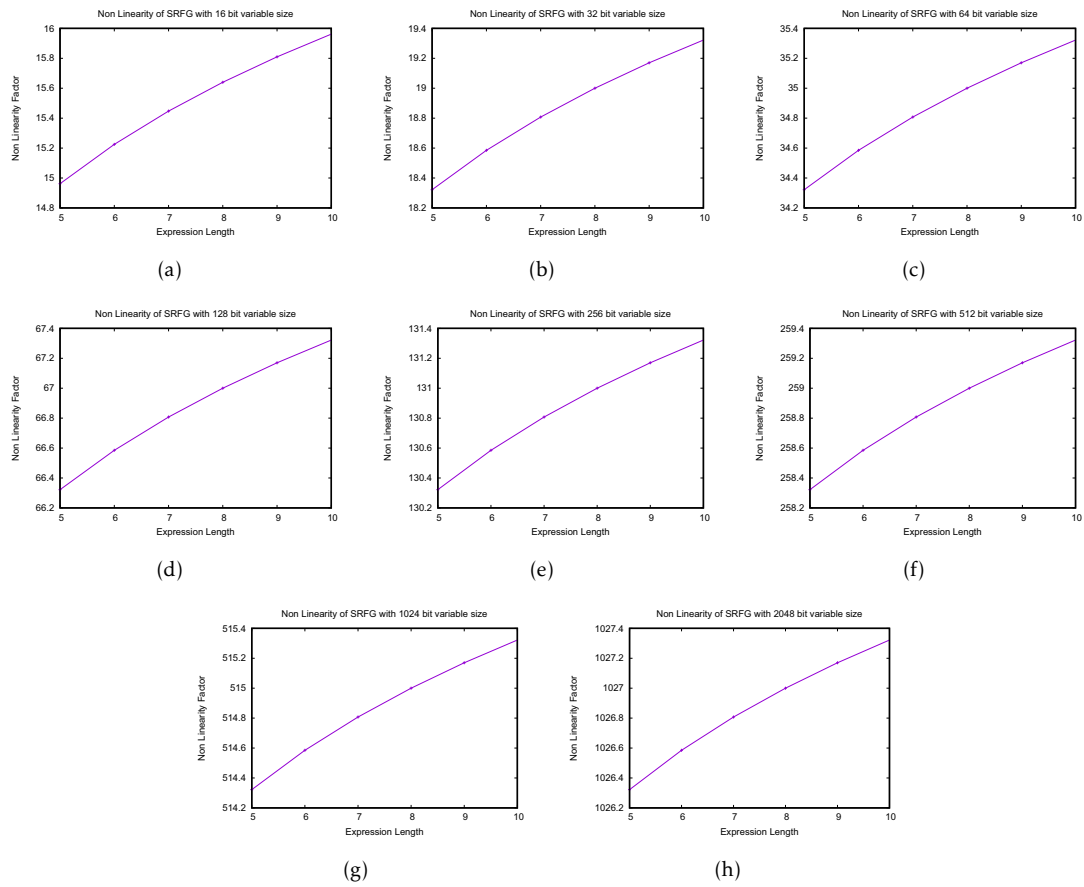 Non Linearity of SRFG with 16 bit variable size
16
15.8
15.6
15.4
15.2
15
14.8
Non Linearity Factor
5 6 7 8 9 10
Expression Length
(a)
Non Linearity of SRFG with 32 bit variable size
19.4
19.2
19
18.8
18.6
18.4
18.2
Non Linearity Factor
5 6 7 8 9 10
Expression Length
(b)
Non Linearity of SRFG with 64 bit variable size
35.4
35.2
35
34.8
34.6
34.4
34.2
Non Linearity Factor
5 6 7 8 9 10
Expression Length
(c)
Non Linearity of SRFG with 128 bit variable size
67.4
67.2
67
66.8
66.6
66.4
66.2
Non Linearity Factor
5 6 7 8 9 10
Expression Length
(d)
Non Linearity of SRFG with 256 bit variable size
131.4
131.2
131
130.8
130.6
130.4
130.2
Non Linearity Factor
5 6 7 8 9 10
Expression Length
(e)
Non Linearity of SRFG with 512 bit variable size
259.4
259.2
259
258.8
258.6
258.4
258.2
Non Linearity Factor
5 6 7 8 9 10
Expression Length
(f)
Non Linearity of SRFG with 1024 bit variable size
515.4
515.2
515
514.8
514.6
514.4
514.2
Non Linearity Factor
5 6 7 8 9 10
Expression Length
(g)
Non Linearity of SRFG with 2048 bit variable size
1027.4
1027.2
1027
1026.8
1026.6
1026.4
1026.2
Non Linearity Factor
5 6 7 8 9 10
Expression Length
(h)